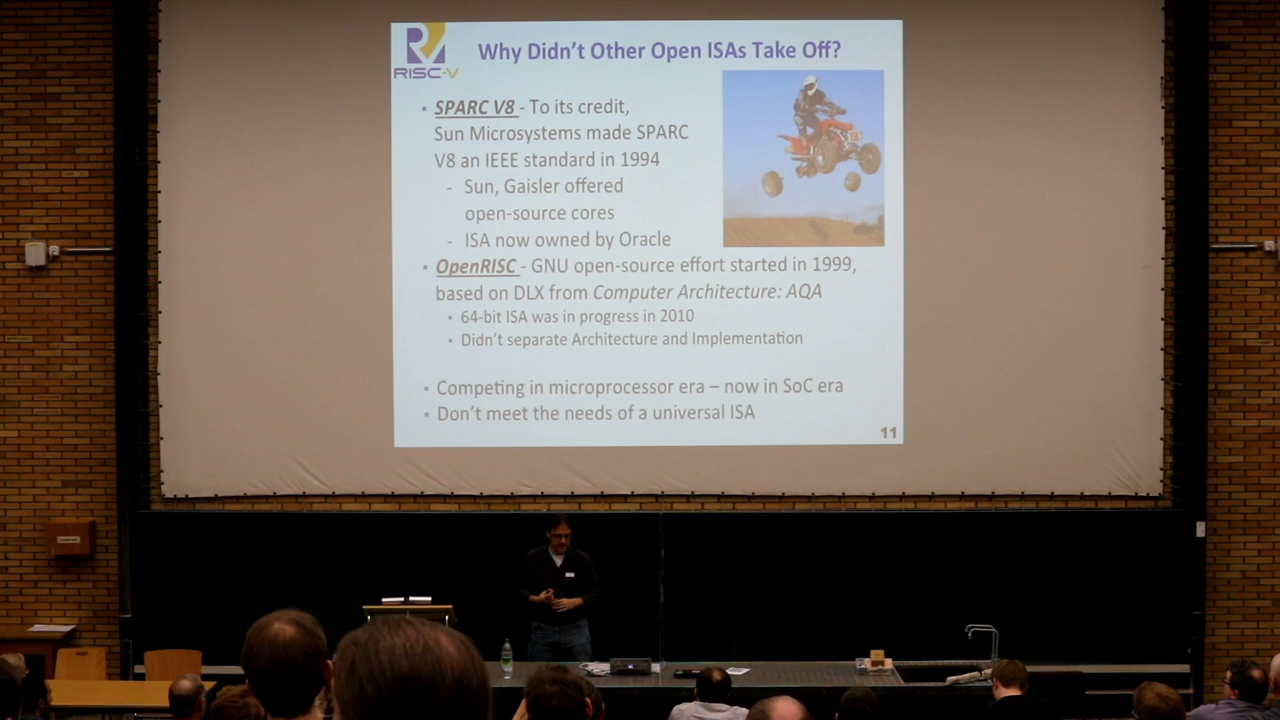 RISC-V
Why Didn't Other Open ISAs Take Off?
▪ SPARC V8 - To its credit,
Sun Microsystems made SPARC
V8 an IEEE standard in 1994
- Sun, Gaisler offered
open-source cores
- ISA now owned by Oracle
▪ OpenRISC - GNU open-source effort started in 1999,
based on DLX from Computer Architecture: AQA
▪ 64-bit ISA was in progress in 2010
▪ Didn't separate Architecture and Implementation
▪ Competing in microprocessor era – now in SoC era
▪ Don't meet the needs of a universal ISA
11